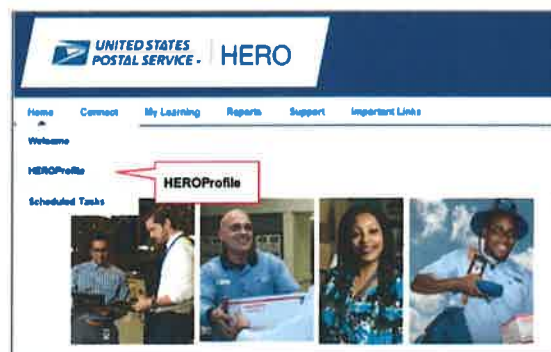 UNITED STATES
POSTAL SERVICE. HERO
Home Connect My Learning Reports Support Important Links
Welcome
HEROProfile
HEROProfile
Scheduled Tasks